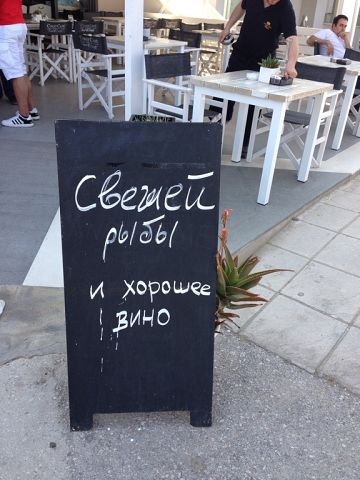 Свежей
рыбы
и хорошее
вино